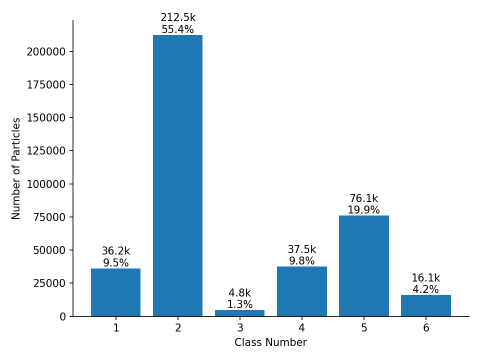 212.5k
55.4%
200000
175000
150000
125000
100000
76.1k
19.9%
75000
36.2k
9.5%
37.5k
9.8%
50000
16.1k
4.2%
25000
4.8k
1.3%
0
1 2 3 4 5 6
Class Number
Number of Particles